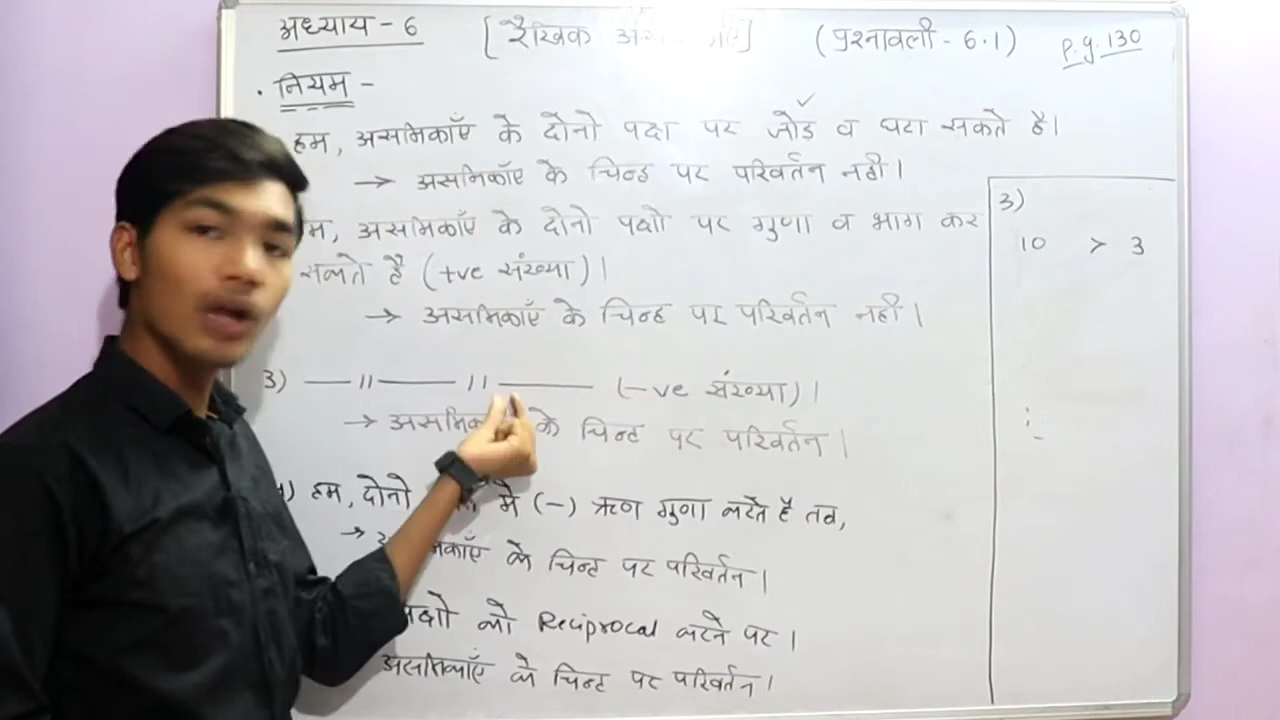 अध्याय - 6 [रैखिक (प्रश्नावली - 6.1) P.g. 130
• नियम -
हम, असमिकाएँ के दोनो पक्ष पर जोड़ व घटा सकते है।
→ असमिकाएँ के चिन्ह पर परिवर्तन नही।
असमिकाएँ के दोनो पक्षो पर गुणा व भाग कर
सकते है (+ve संख्या)।
→ असमिकाएँ के चिन्ह पर परिवर्तन नही।
3) —॥— ॥ — (-ve संख्या)।
→ के चिन्ह पर परिवर्तन।
4) हम, दोनो में (-) ऋण गुणा करते है तब,
→ के चिन्ह पर परिवर्तन।
पक्षो को Reciprocal करने पर।
असमिकाएँ के चिन्ह पर परिवर्तन।
3)
10 > 3